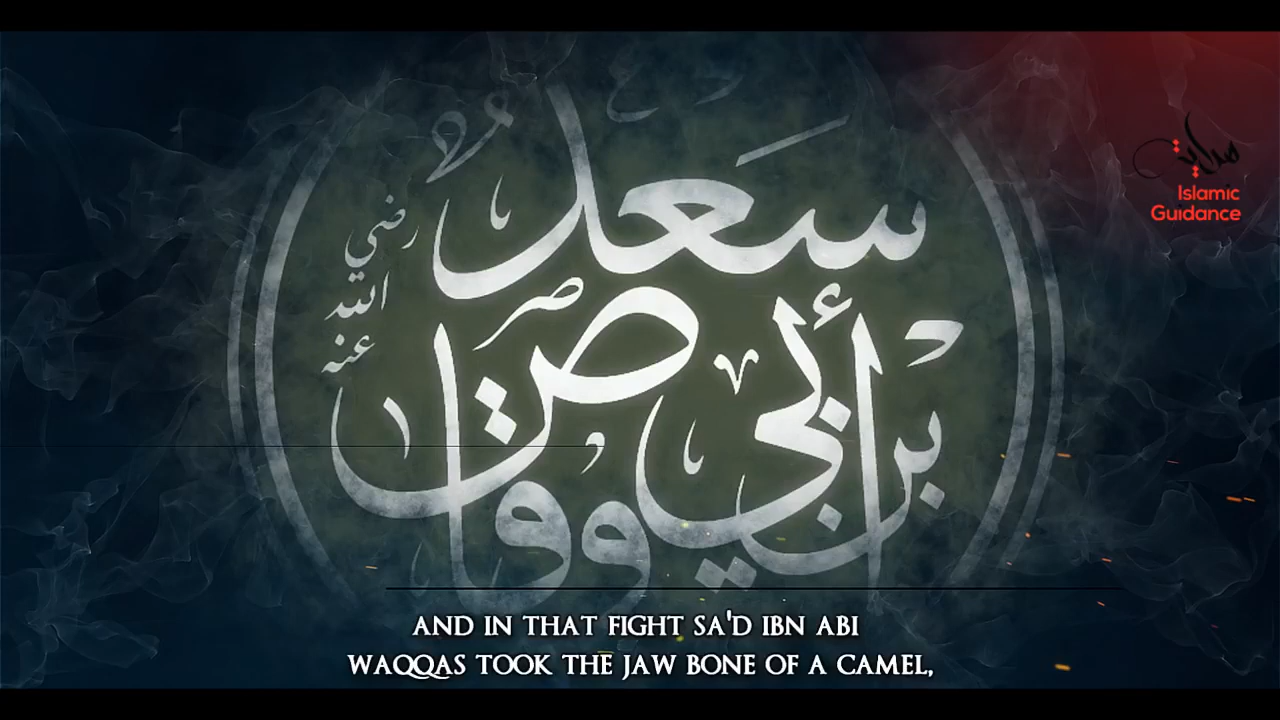 سعد
بن أبي
وقاص
رضي
الله
عنه
هداية
Islamic
Guidance
AND IN THAT FIGHT SA'D IBN ABI
WAQQAS TOOK THE JAW BONE OF A CAMEL,